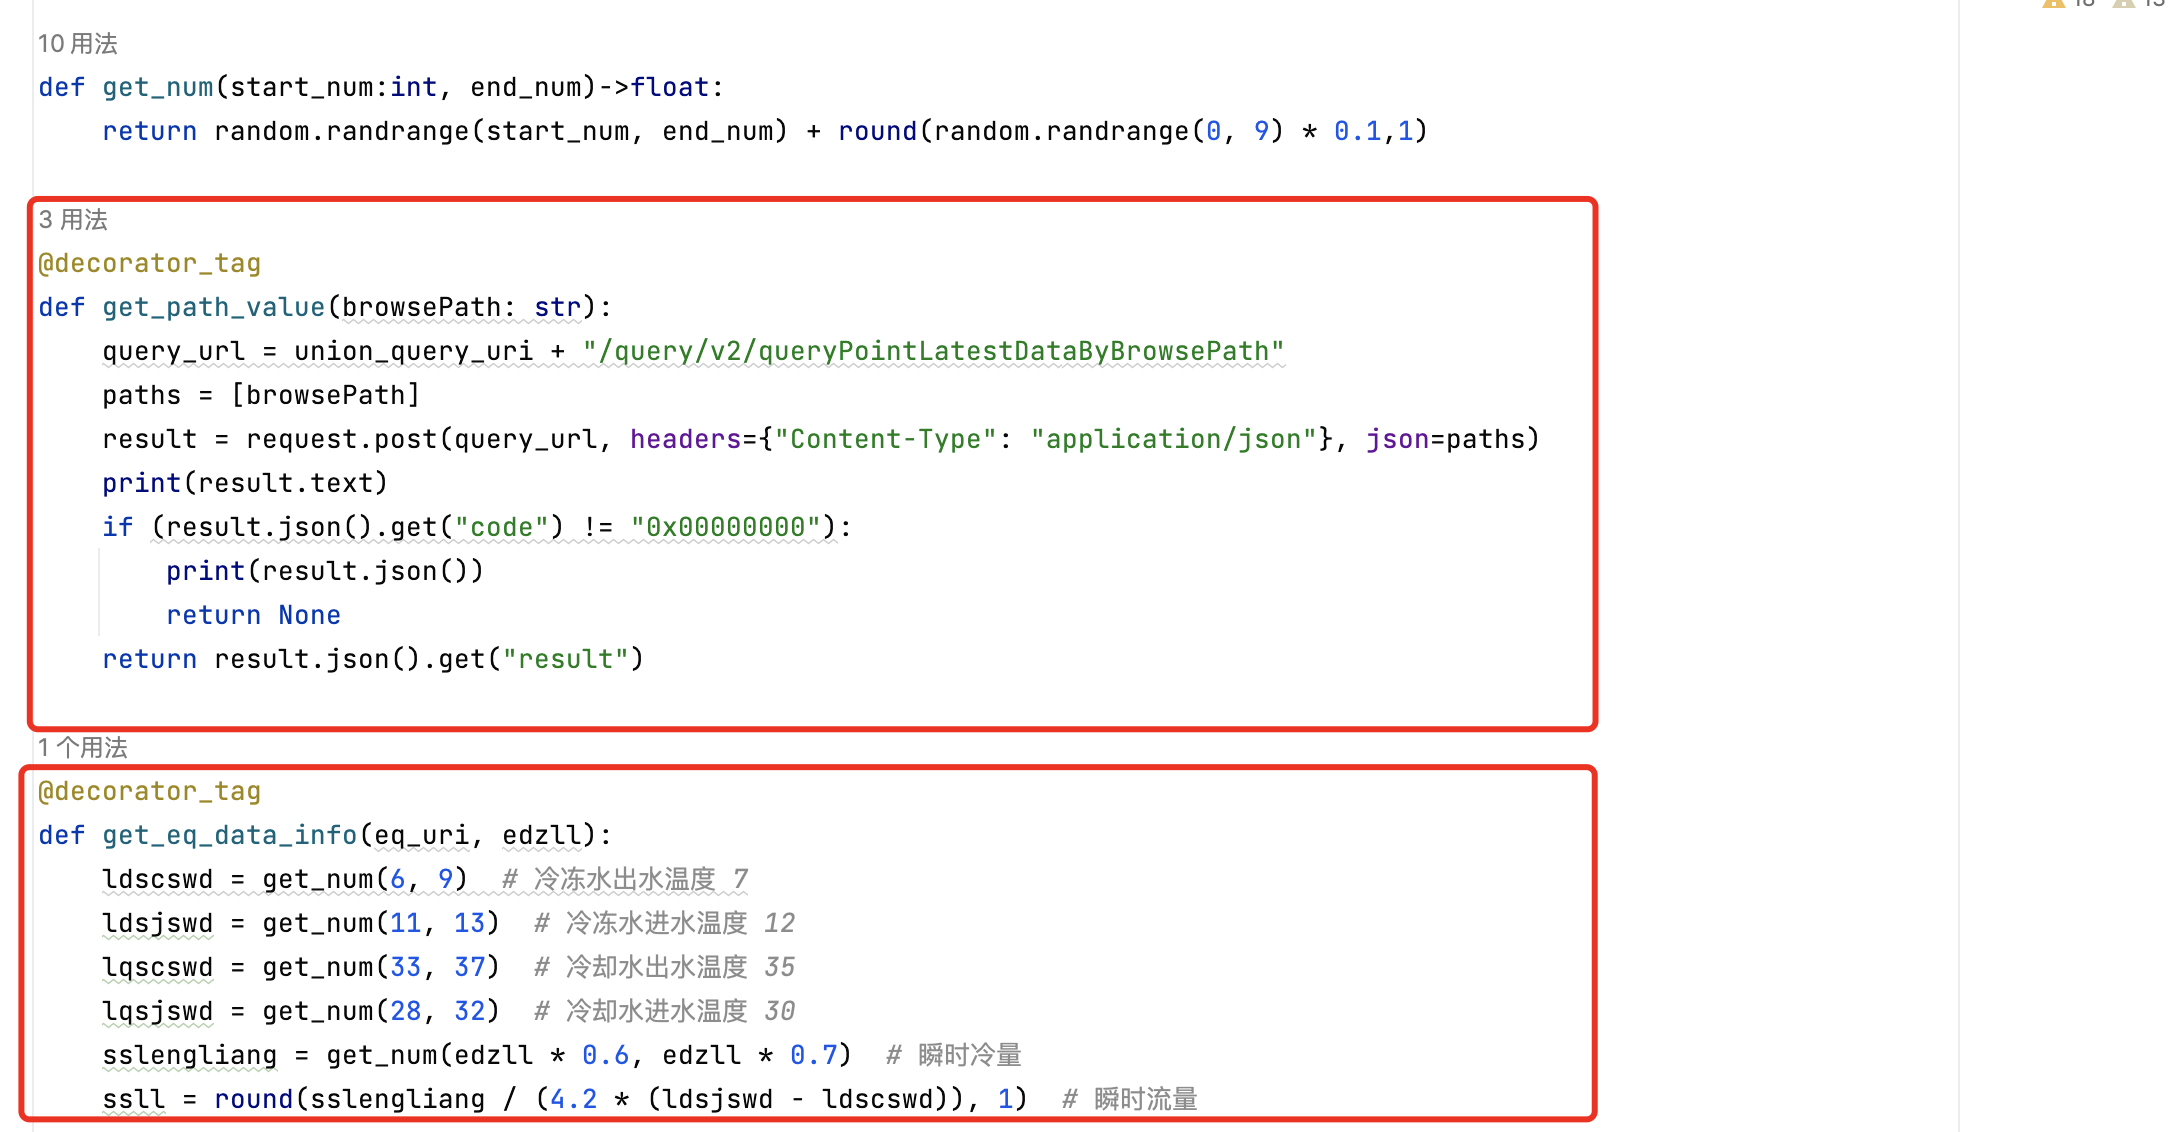 10 用法
def get_num(start_num:int, end_num)->float:
    return random.randrange(start_num, end_num) + round(random.randrange(0, 9) * 0.1,1)
3 用法
@decorator_tag
def get_path_value(browsePath: str):
    query_url = union_query_uri + "/query/v2/queryPointLatestDataByBrowsePath"
    paths = [browsePath]
    result = request.post(query_url, headers={"Content-Type": "application/json"}, json=paths)
    print(result.text)
    if (result.json().get("code") != "0x00000000"):
        print(result.json())
        return None
    return result.json().get("result")
1 个用法
@decorator_tag
def get_eq_data_info(eq_uri, edzll):
    ldscswd = get_num(6, 9)  # 冷冻水出水温度 7
    ldsjswd = get_num(11, 13)  # 冷冻水进水温度 12
    lqscswd = get_num(33, 37)  # 冷却水出水温度 35
    lqsjswd = get_num(28, 32)  # 冷却水进水温度 30
    sslengliang = get_num(edzll * 0.6, edzll * 0.7)  # 瞬时冷量
    ssll = round(sslengliang / (4.2 * (ldsjswd - ldscswd)), 1)  # 瞬时流量